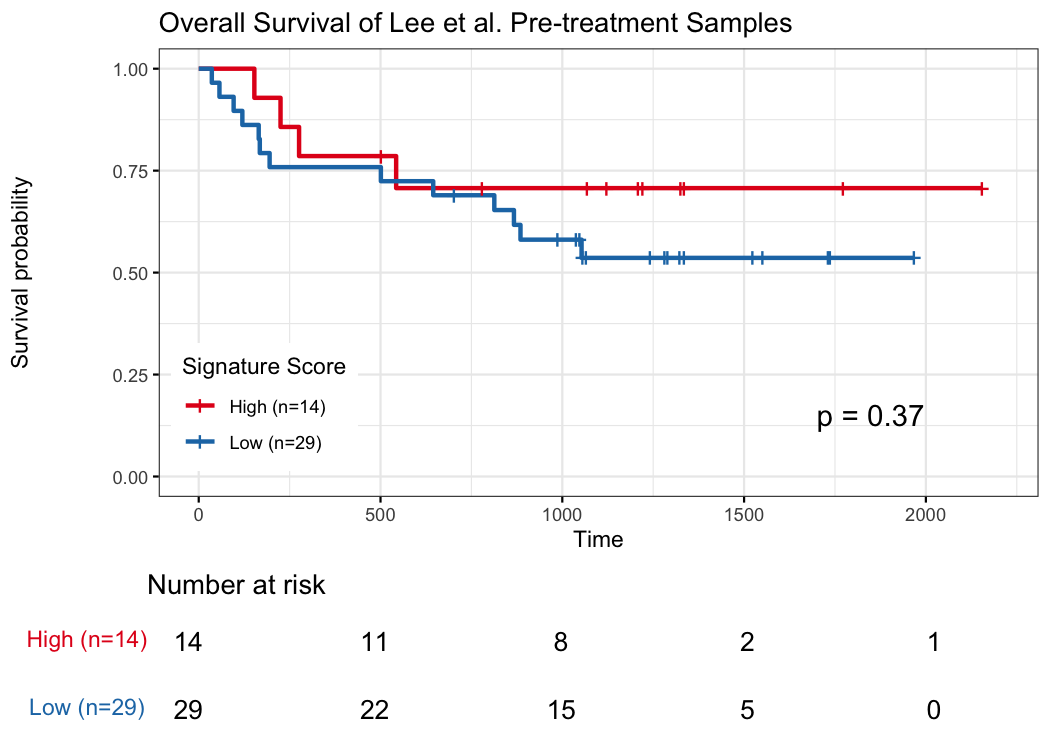 Overall Survival of Lee et al. Pre-treatment Samples
Survival probability
1.00
0.75
0.50
0.25
0.00
Signature Score
High (n=14)
Low (n=29)
p = 0.37
0 500 1000 1500 2000
Time
Number at risk
High (n=14) 14 11 8 2 1
Low (n=29) 29 22 15 5 0